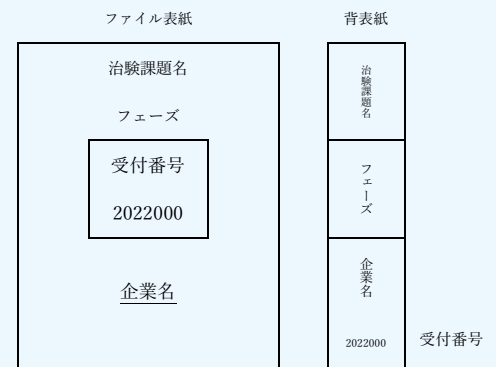 ファイル表紙
治験課題名
フェーズ
受付番号
2022000
企業名
背表紙
治験課題名
フェーズ
企業名
2022000
受付番号